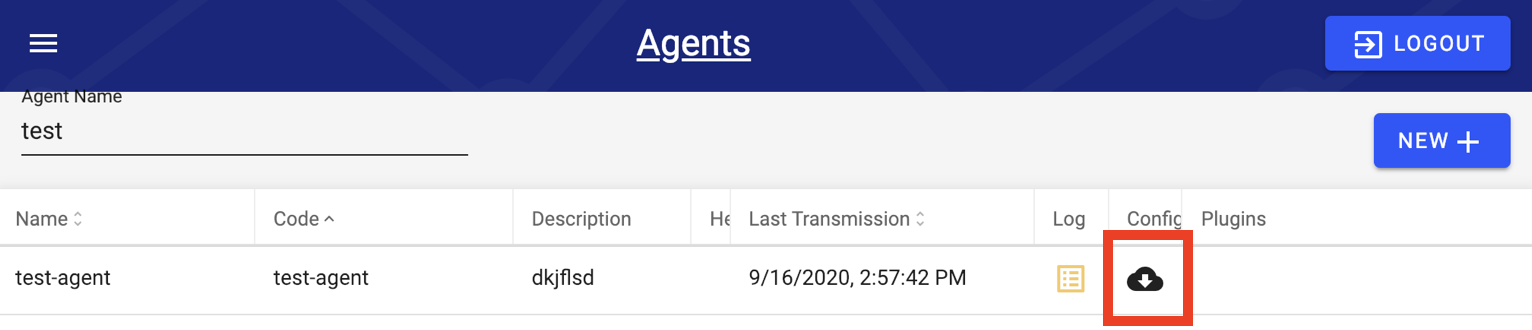 Agents
LOGOUT
Agent Name
test
NEW
Name Code Description He Last Transmission Log Config Plugins
test-agent test-agent dkjflsd 9/16/2020, 2:57:42 PM